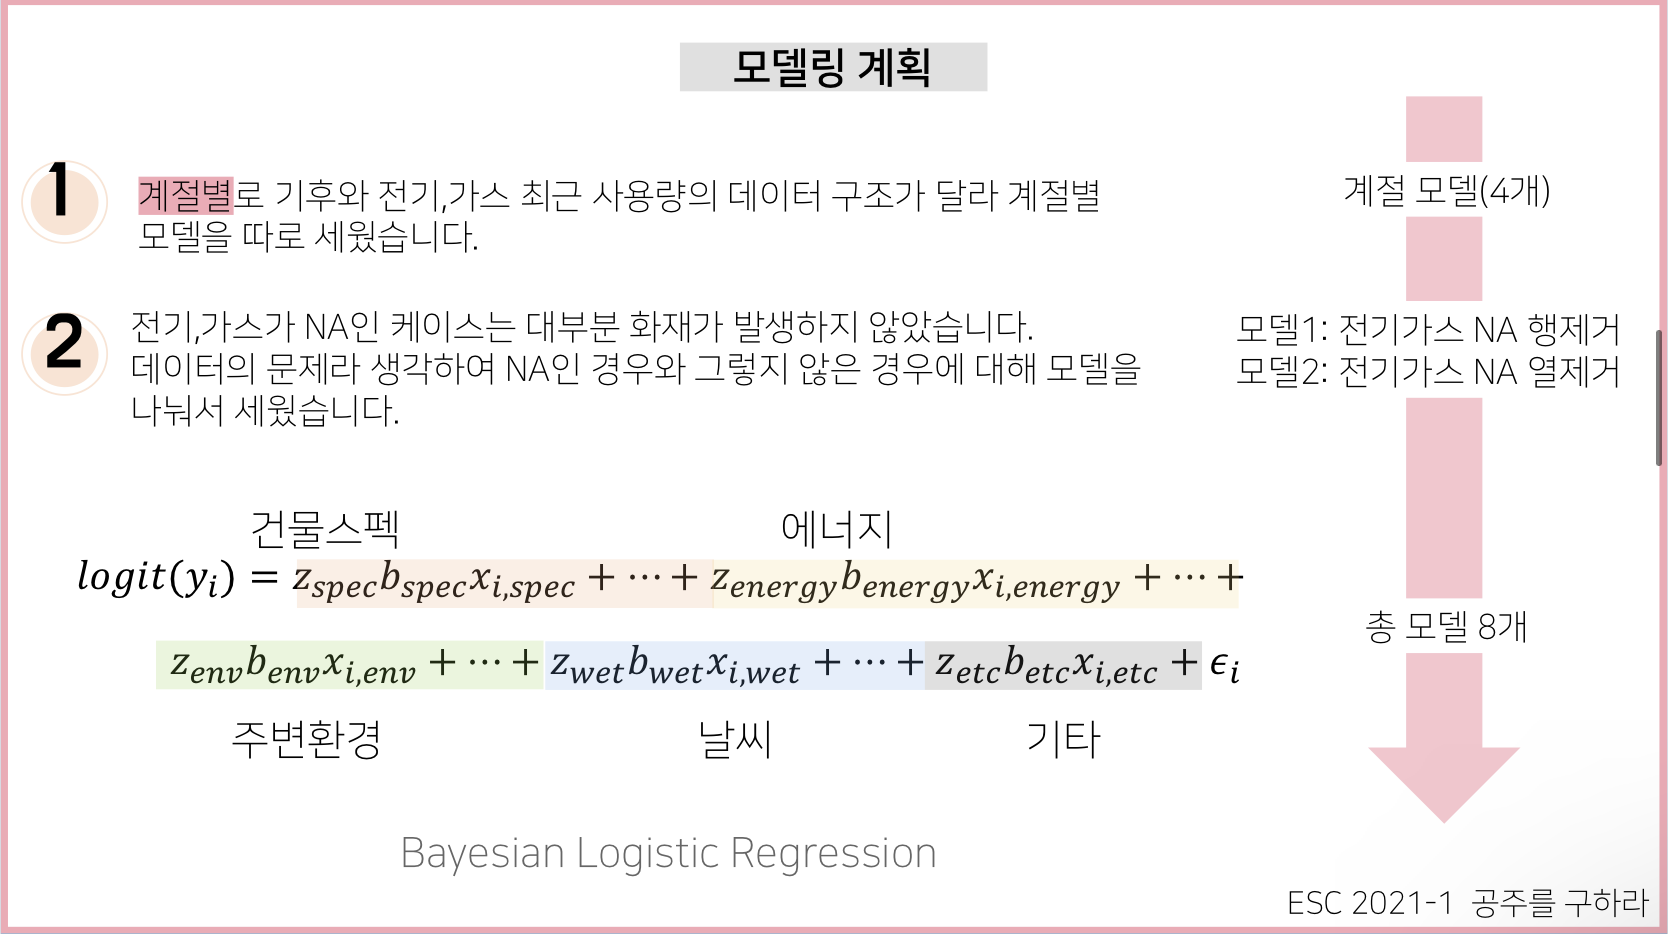 모델링 계획
1
계절별로 기후와 전기,가스 최근 사용량의 데이터 구조가 달라 계절별
모델을 따로 세웠습니다.
계절 모델(4개)
2
전기,가스가 NA인 케이스는 대부분 화재가 발생하지 않았습니다.
데이터의 문제라 생각하여 NA인 경우와 그렇지 않은 경우에 대해 모델을
나눠서 세웠습니다.
모델1: 전기가스 NA 행제거
모델2: 전기가스 NA 열제거
건물스펙
에너지
logit(y_i) = z_{spec}b_{spec}x_{i,spec} + ⋯ + z_{energy}b_{energy}x_{i,energy} + ⋯ +
z_{env}b_{env}x_{i,env} + ⋯ + z_{wet}b_{wet}x_{i,wet} + ⋯ + z_{etc}b_{etc}x_{i,etc} + ϵ_i
주변환경
날씨
기타
총 모델 8개
Bayesian Logistic Regression
ESC 2021-1 공주를 구하라